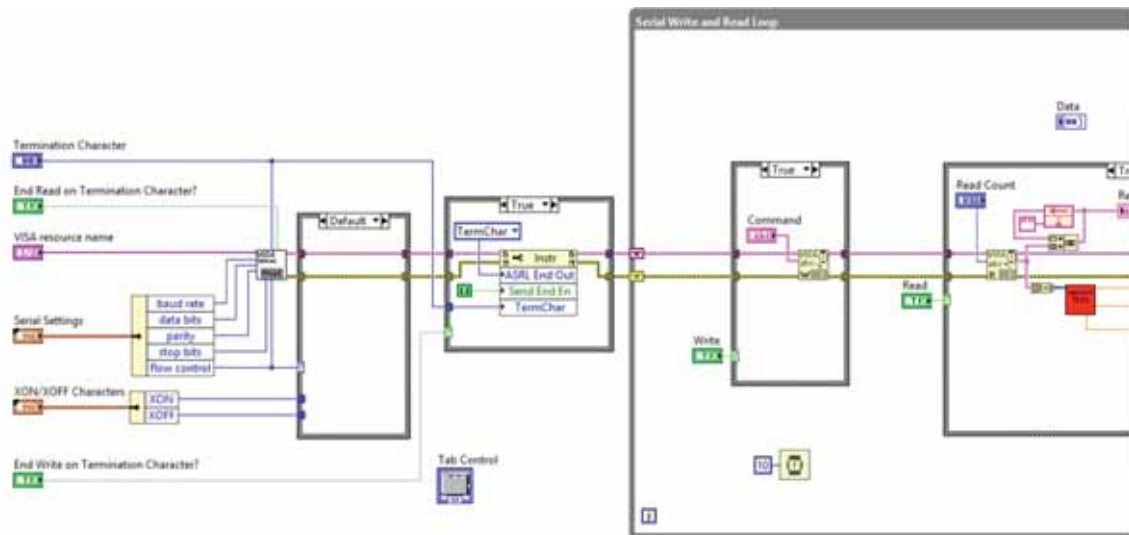 Serial Write and Read Loop
Data
Termination Character
End Read on Termination Character?
VISA resource name
Serial Settings
baud rate
data bits
parity
stop bits
flow control
XON/XOFF Characters
XON
XOFF
End Write on Termination Character?
Default
True
TermChar
Instr
ASRL End Out
Send End En
TermChar
Tab Control
True
Command
Write
10
Read Count
Read
i